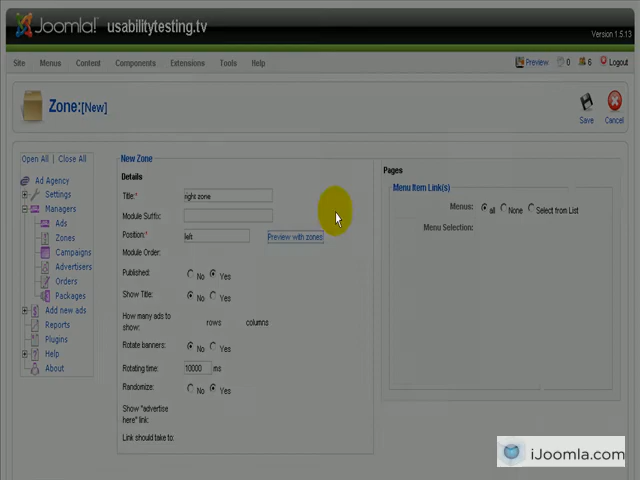 Joomla! usabilitytesting.tv
Version 1.5.13
Site Menus Content Components Extensions Tools Help Preview 0 6 Logout
Zone:[New] Save Cancel
Open All | Close All
Ad Agency
Settings
Managers
Ads
Zones
Campaigns
Advertisers
Orders
Packages
Add new ads
Reports
Plugins
Help
About
New Zone
Details
Title:* right zone
Module Suffix:
Position:* left Preview with zones
Module Order:
Published: No Yes
Show Title: No Yes
How many ads to
show: rows columns
Rotate banners: No Yes
Rotating time: 10000 ms
Randomize: No Yes
Show "advertise
here" link:
Link should take to:
Pages
Menu Item Link(s)
Menus: all None Select from List
Menu Selection:
iJoomla.com